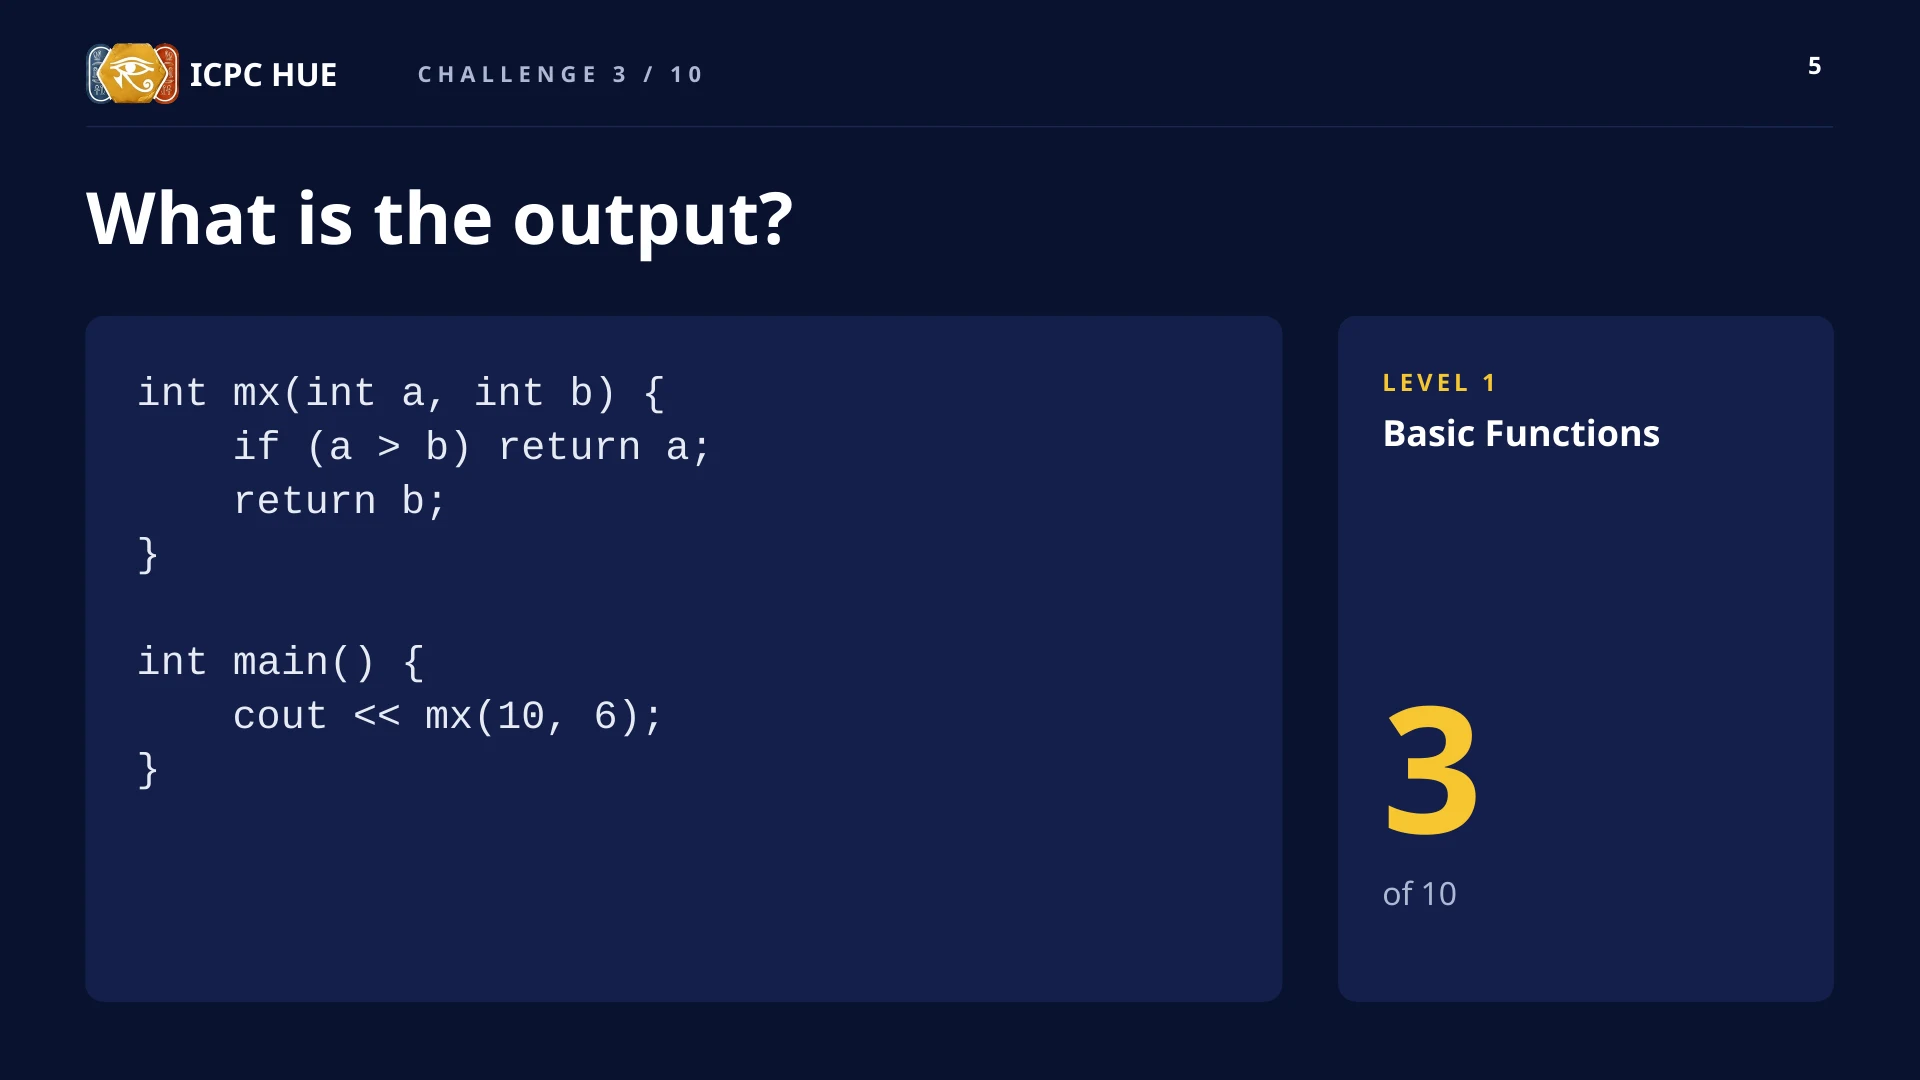 ICPC HUE
CHALLENGE 3 / 10
5
What is the output?
int mx(int a, int b) {
    if (a > b) return a;
    return b;
}

int main() {
    cout << mx(10, 6);
}
LEVEL 1
Basic Functions
3
of 10